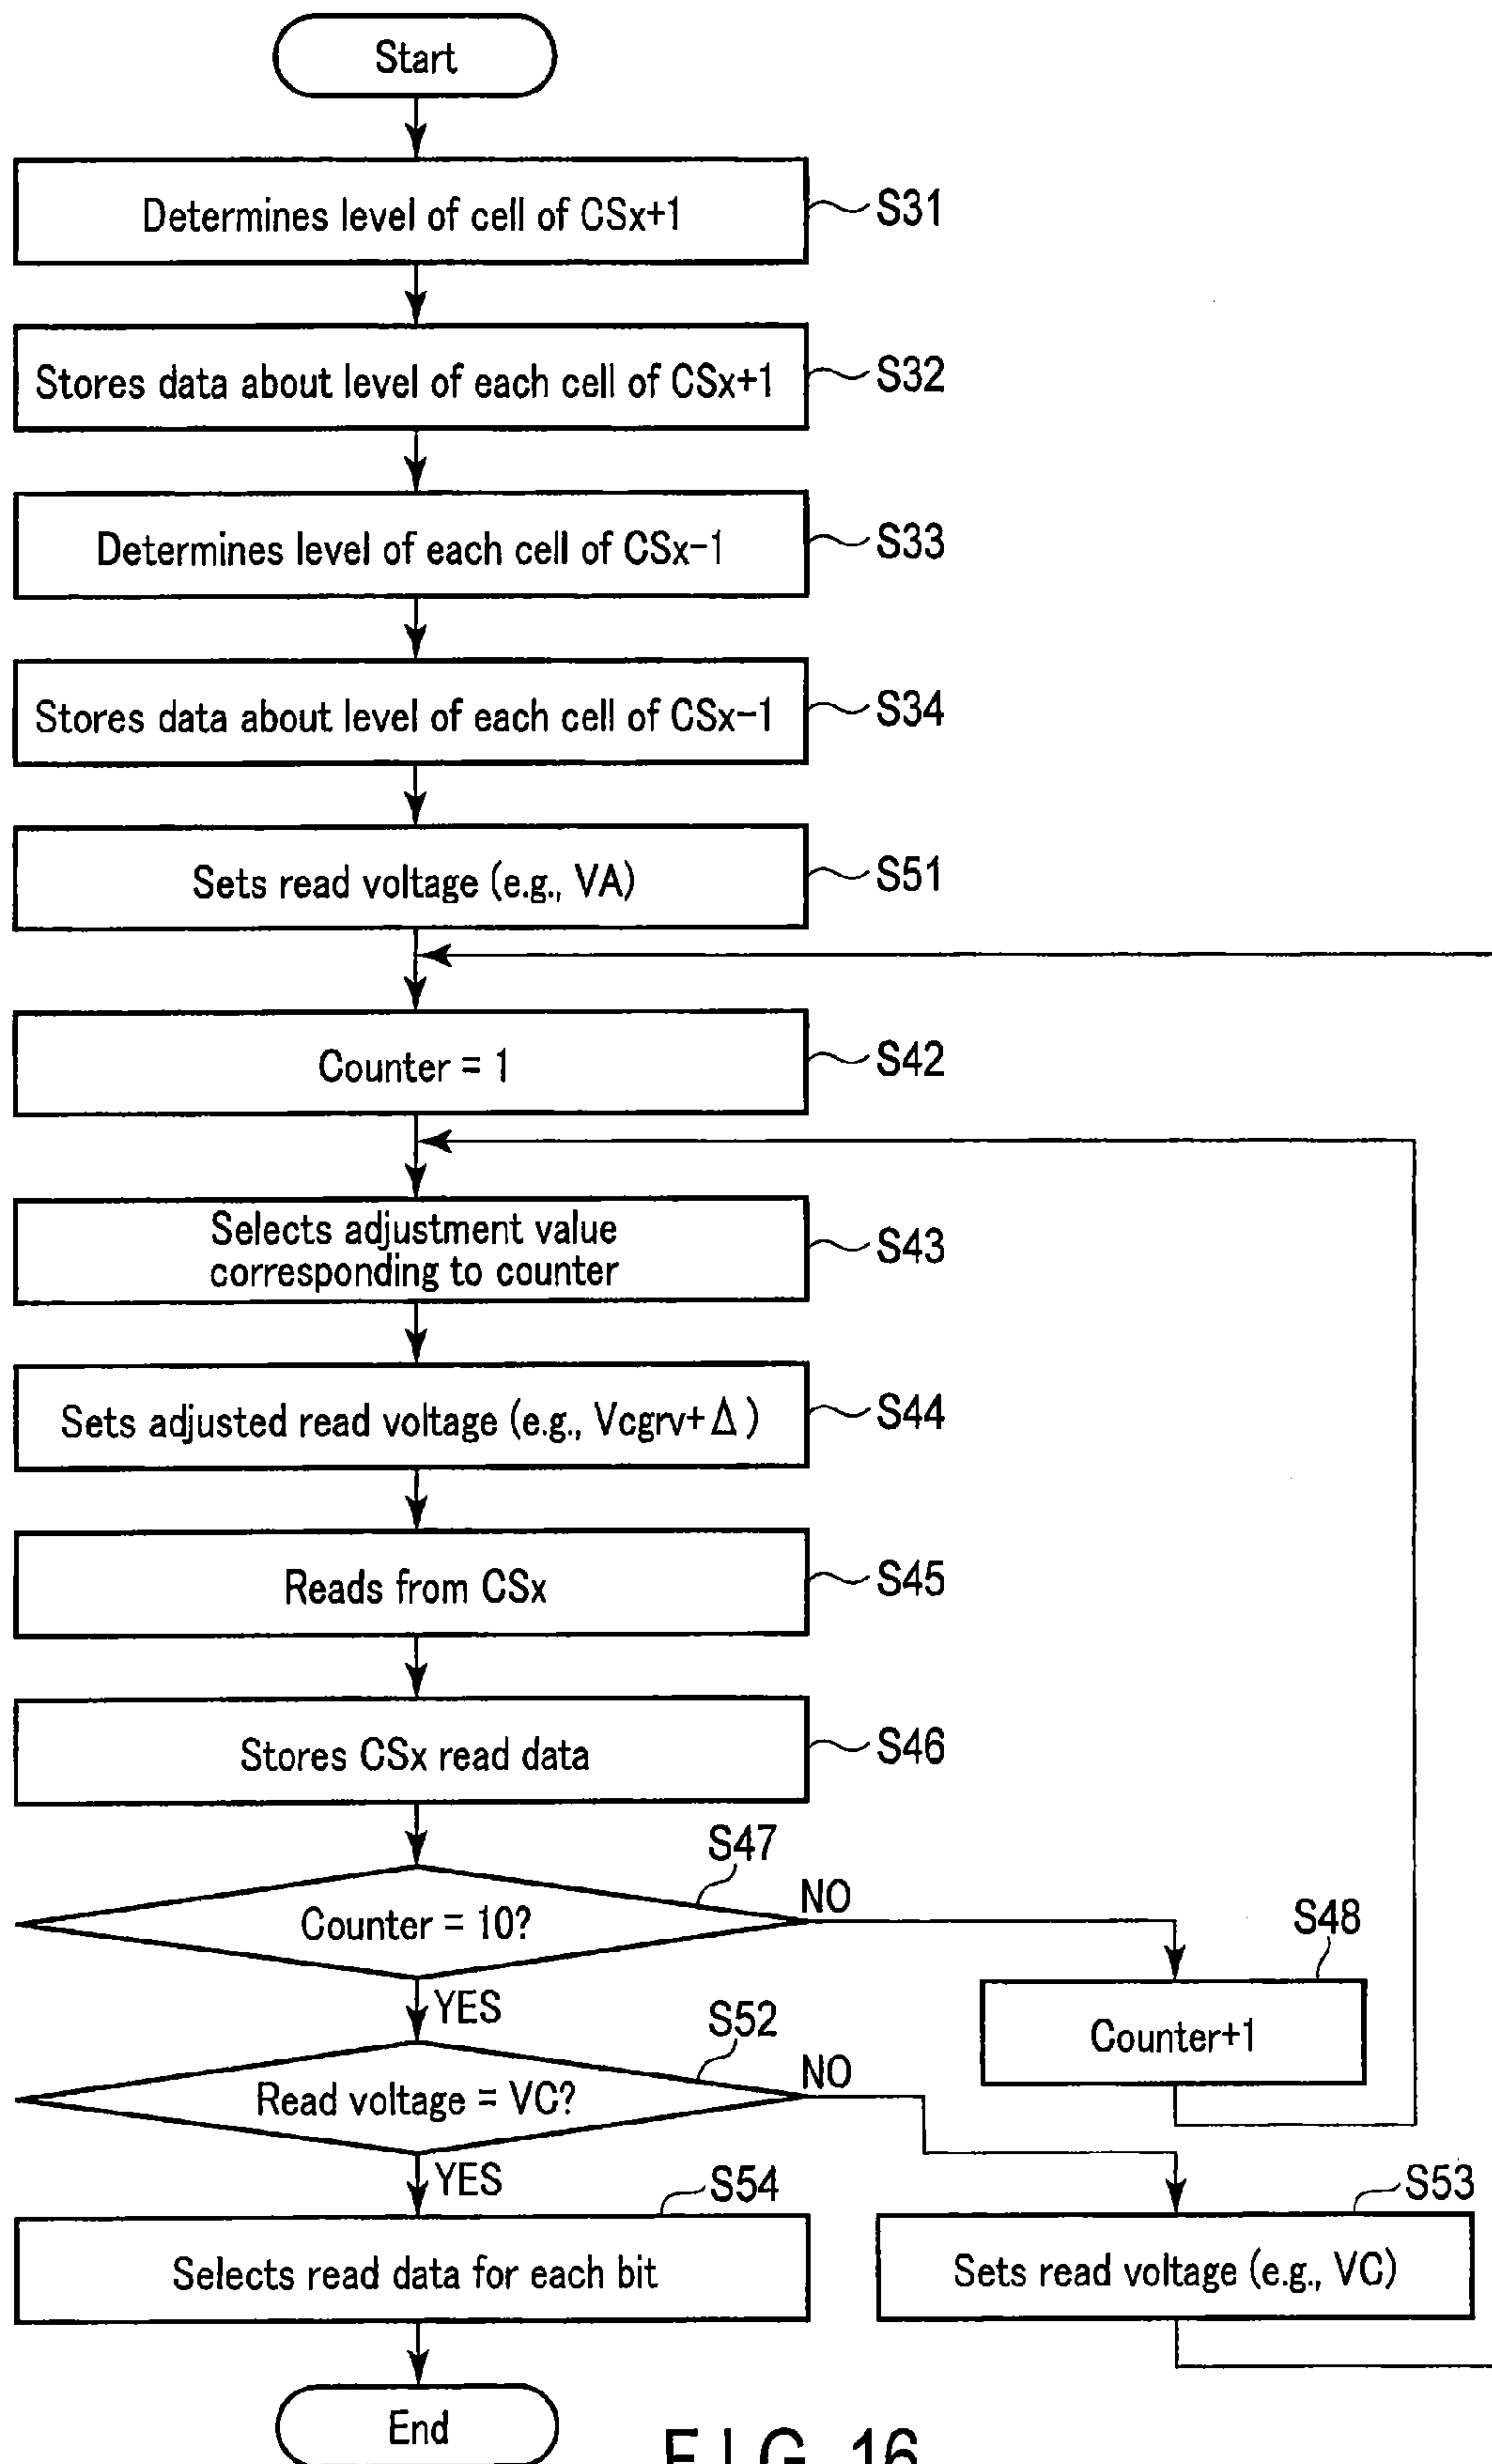 Start
Determines level of cell of CSx+1
S31
Stores data about level of each cell of CSx+1
S32
Determines level of each cell of CSx-1
S33
Stores data about level of each cell of CSx-1
S34
Sets read voltage (e.g., VA)
S51
Counter = 1
S42
Selects adjustment value
corresponding to counter
S43
Sets adjusted read voltage (e.g., Vcgrv+Δ)
S44
Reads from CSx
S45
Stores CSx read data
S46
S47
Counter = 10?
NO
S48
Counter+1
YES
S52
Read voltage = VC?
NO
YES
S54
S53
Selects read data for each bit
Sets read voltage (e.g., VC)
End
FIG. 16